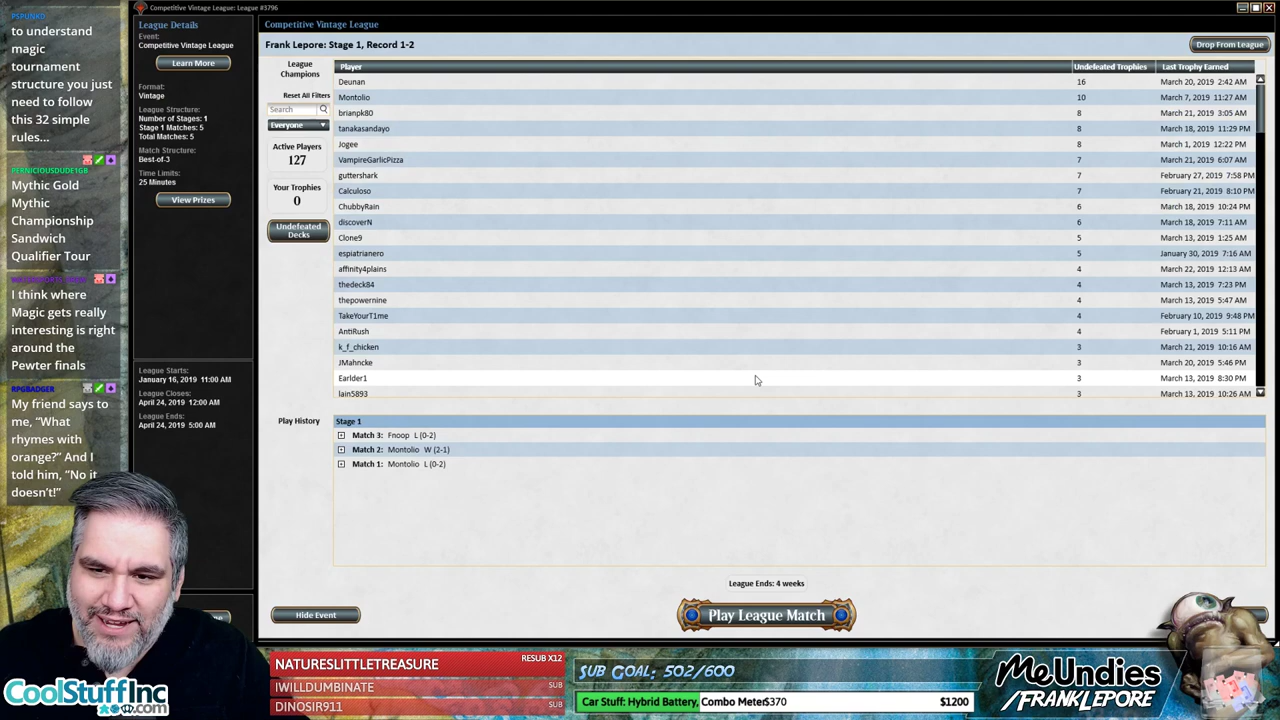 PSPUNKO
to understand
magic
tournament
structure you just
need to follow
this 32 simple
rules...
PERNICIOUSDUDE1GB
Mythic Gold
Mythic
Championship
Sandwich
Qualifier Tour
I think where
Magic gets really
interesting is right
around the
Pewter finals
RPGBADGER
My friend says to
me, "What
rhymes with
orange?" And I
told him, "No it
doesn't!"
CoolStuffInc
.com
Competitive Vintage League: League #3796
League Details
Event:
Competitive Vintage League
Learn More
Format:
Vintage
League Structure:
Number of Stages: 1
Stage 1 Matches: 5
Total Matches: 5
Match Structure:
Best-of-3
Time Limits:
25 Minutes
View Prizes
League Starts:
January 16, 2019 11:00 AM
League Closes:
April 24, 2019 12:00 AM
League Ends:
April 24, 2019 5:00 AM
Competitive Vintage League
Frank Lepore: Stage 1, Record 1-2
Drop From League
League
Champions
Reset All Filters
Search
Everyone
Active Players
127
Your Trophies
0
Undefeated
Decks
Player Undefeated Trophies Last Trophy Earned
Deunan 16 March 20, 2019 2:42 AM
Montolio 10 March 7, 2019 11:27 AM
brianpk80 8 March 21, 2019 3:05 AM
tanakasandayo 8 March 18, 2019 11:29 PM
Jogee 8 March 1, 2019 12:22 PM
VampireGarlicPizza 7 March 21, 2019 6:07 AM
guttershark 7 February 27, 2019 7:58 PM
Calculoso 7 February 21, 2019 8:10 PM
ChubbyRain 6 March 18, 2019 10:24 PM
discoverN 6 March 18, 2019 7:11 AM
Clone9 5 March 13, 2019 1:25 AM
espiatrianero 5 January 30, 2019 7:16 AM
affinity4plains 4 March 22, 2019 12:13 AM
thedeck84 4 March 13, 2019 7:23 PM
thepowernine 4 March 13, 2019 5:47 AM
TakeYourT1me 4 February 10, 2019 9:48 PM
AntiRush 4 February 1, 2019 5:11 PM
k_f_chicken 3 March 21, 2019 10:16 AM
JMahncke 3 March 20, 2019 5:46 PM
Earlder1 3 March 13, 2019 8:30 PM
lain5893 3 March 13, 2019 10:26 AM
Play History
Stage 1
Match 3: Fnoop L (0-2)
Match 2: Montolio W (2-1)
Match 1: Montolio L (0-2)
League Ends: 4 weeks
Hide Event
Play League Match
NATURESLITTLETREASURE RESUB X12
IWILLDUMBINATE SUB
DINOSIR911 SUB
SUB GOAL: 502/600
Car Stuff: Hybrid Battery, Combo Meter $370 $1200
MeUndies
/FRANKLEPORE